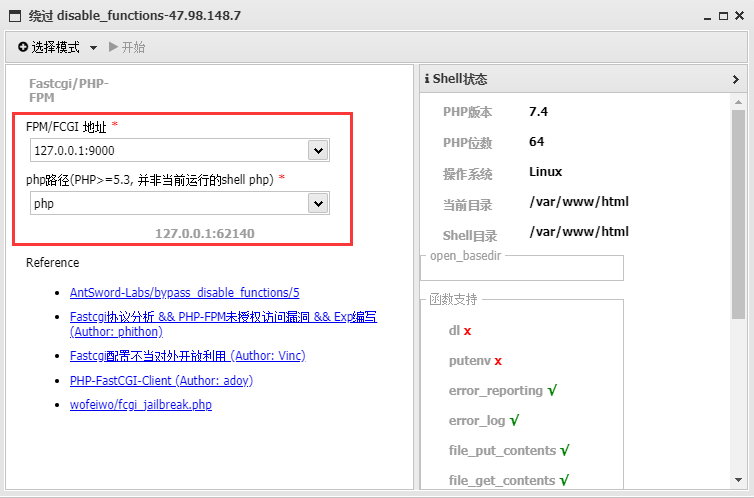 绕过 disable_functions-47.98.148.7
选择模式
开始
Fastcgi/PHP-
FPM
FPM/FCGI 地址 *
127.0.0.1:9000
php路径(PHP>=5.3, 并非当前运行的shell php) *
php
127.0.0.1:62140
Reference
AntSword-Labs/bypass_disable_functions/5
Fastcgi协议分析 && PHP-FPM未授权访问漏洞 && Exp编写
(Author: phithon)
Fastcgi配置不当对外开放利用 (Author: Vinc)
PHP-FastCGI-Client (Author: adoy)
wofeiwo/fcgi_jailbreak.php
Shell状态
PHP版本 7.4
PHP位数 64
操作系统 Linux
当前目录 /var/www/html
Shell目录 /var/www/html
open_basedir
函数支持
dl x
putenv x
error_reporting √
error_log √
file_put_contents √
file_get_contents √